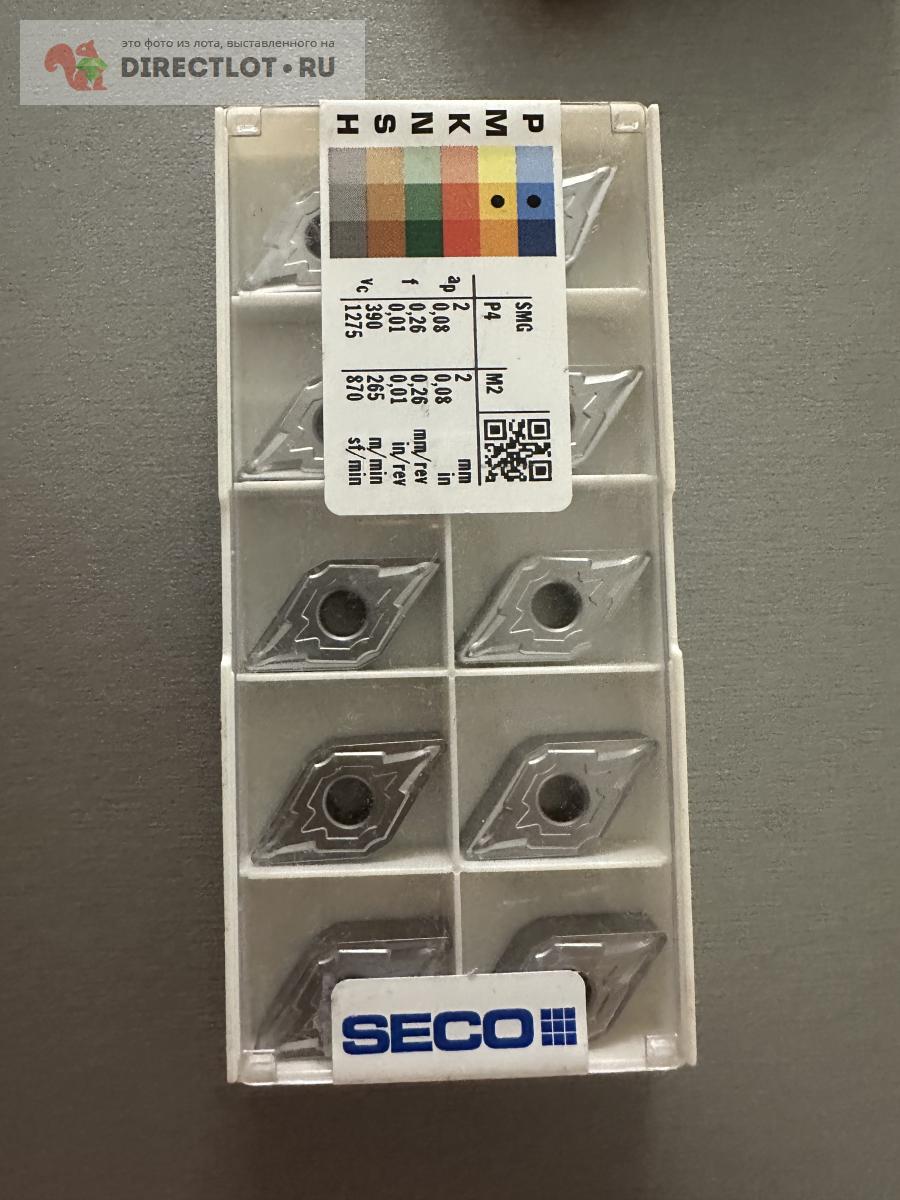 это фото из лота, выставленного на
DIRECTLOT•RU
P
M
K
N
S
H
SMG
P4 M2
ap 2 2 mm
0,08 0,08 in
f 0,26 0,26 mm/rev
0,01 0,01 in/rev
vc 390 265 m/min
1275 870 sf/min
SECO